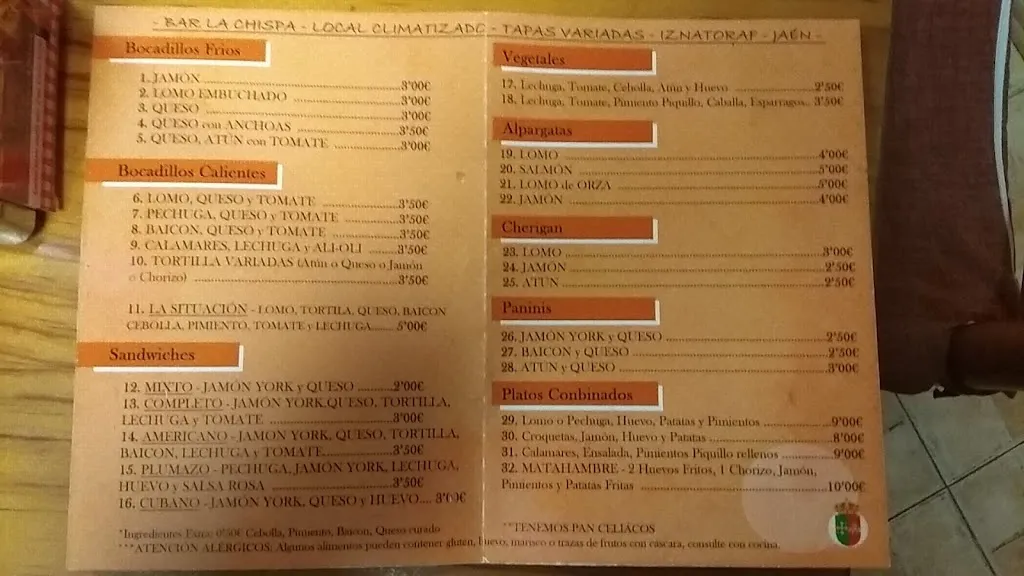 - BAR LA CHISPA - LOCAL CLIMATIZADO - TAPAS VARIADAS - IZNATORAF - JAÉN -
Bocadillos Frios
1. JAMÓN ..... 3'00€
2. LOMO EMBUCHADO ..... 3'00€
3. QUESO ..... 3'00€
4. QUESO con ANCHOAS ..... 3'50€
5. QUESO, ATÚN con TOMATE ..... 3'00€
Bocadillos Calientes
6. LOMO, QUESO y TOMATE ..... 3'50€
7. PECHUGA, QUESO y TOMATE ..... 3'50€
8. BAICON, QUESO y TOMATE ..... 3'50€
9. CALAMARES, LECHUGA y ALI-OLI ..... 3'50€
10. TORTILLA VARIADAS (Atún o Queso o Jamón
o Chorizo) ..... 3'50€
11. LA SITUACIÓN - LOMO, TORTILA, QUESO, BAICON
CEBOLLA, PIMIENTO, TOMATE y LECHUGA ..... 5'00€
Sandwiches
12. MIXTO - JAMÓN YORK y QUESO ..... 2'00€
13. COMPLETO - JAMÓN YORK,QUESO, TORTILLA,
LECHUGA y TOMATE ..... 3'00€
14. AMERICANO - JAMON YORK, QUESO, TORTILLA,
BAICON, LECHUGA y TOMATE ..... 3'50€
15. PLUMAZO - PECHUGA, JAMÓN YORK, LECHUGA,
HUEVO y SALSA ROSA ..... 3'50€
16. CUBANO - JAMÓN YORK, QUESO y HUEVO .... 3'00€
*Ingredientes Extra: 0'50€ Cebolla, Pimiento, Bacon, Queso curado
***ATENCIÓN ALÉRGICOS: Algunos alimentos pueden contener gluten, huevo, marisco o trazas de frutos con cáscara, consulte con cocina.
Vegetales
17. Lechuga, Tomate, Cebolla, Atún y Huevo ..... 2'50€
18. Lechuga, Tomate, Pimiento Piquillo, Caballa, Esparragos. 3'50€
Alpargatas
19. LOMO ..... 4'00€
20. SALMÓN ..... 5'00€
21. LOMO de ORZA ..... 5'00€
22. JAMÓN ..... 4'00€
Cherigan
23. LOMO ..... 3'00€
24. JAMÓN ..... 2'50€
25. ATUN ..... 2'50€
Paninis
26. JAMÓN YORK y QUESO ..... 2'50€
27. BAICON y QUESO ..... 2'50€
28. ATUN y QUESO ..... 3'00€
Platos Conbinados
29. Lomo o Pechuga, Huevo, Patatas y Pimientos ..... 9'00€
30. Croquetas, Jamón, Huevo y Patatas ..... 8'00€
31. Calamares, Ensalada, Pimientos Piquillo rellenos ..... 9'00€
32. MATAHAMBRE - 2 Huevos Fritos, 1 Chorizo, Jamón,
Pimientos y Patatas Fritas ..... 10'00€
**TENEMOS PAN CELIÁCOS